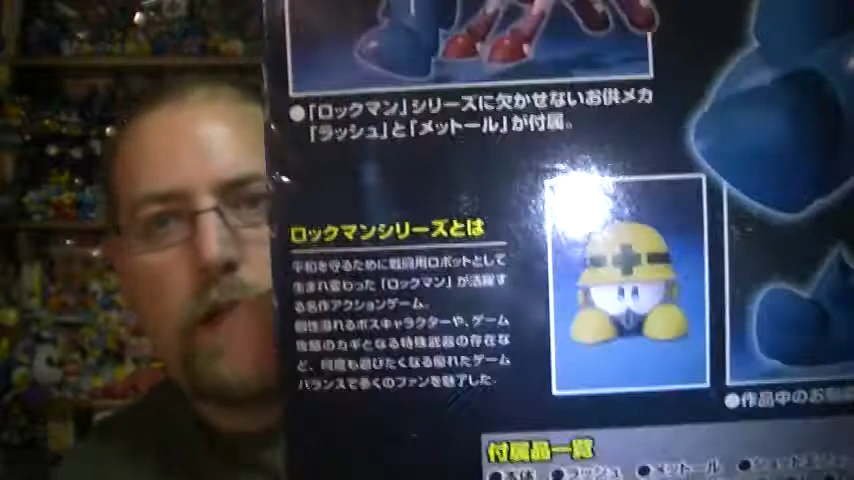 ●「ロックマン」シリーズに欠かせないお供メカ
「ラッシュ」と「メットール」が付属。
ロックマンシリーズとは
平和を守るために戦闘用ロボットとして
生まれ変わった「ロックマン」が活躍す
る名作アクションゲーム。
個性溢れるボスキャラクターや、ゲーム
攻略のカギとなる特殊武器の存在な
ど、何度も遊びたくなる優れたゲーム
バランスで多くのファンを魅了した。
●作品中のお
付属品一覧
●本体 ●ラッシュ ●メットール